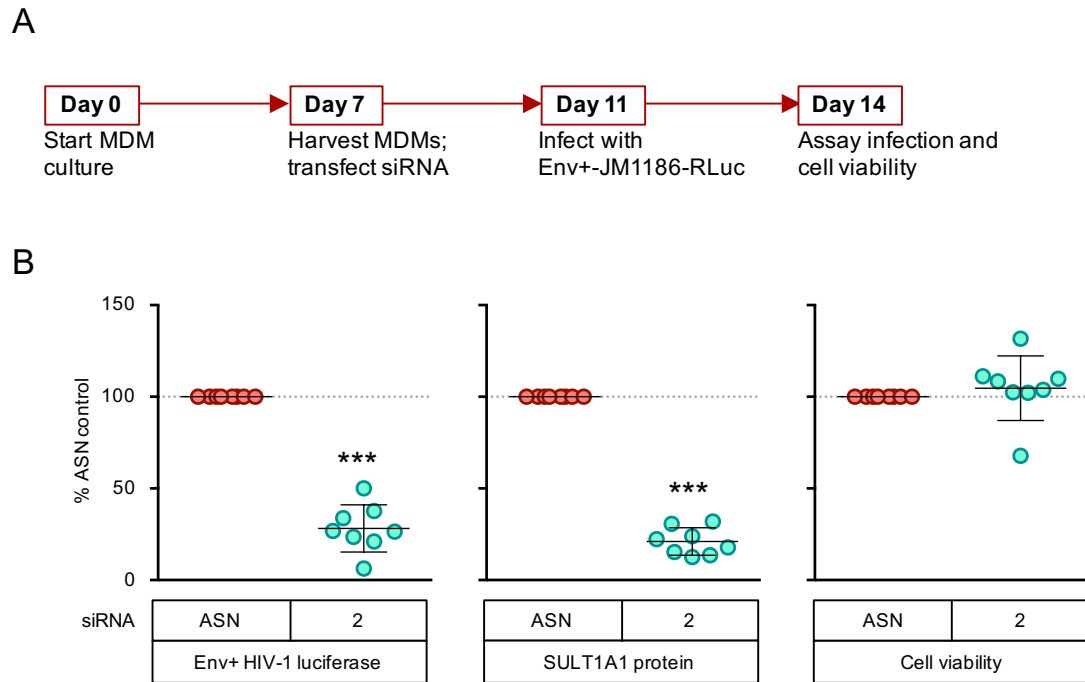 A
Day 0
Start MDM
culture
Day 7
Harvest MDMs;
transfect siRNA
Day 11
Infect with
Env+-JM1186-RLuc
Day 14
Assay infection and
cell viability
B
% ASN control
150
100
50
0
***
***
siRNA
ASN 2
Env+ HIV-1 luciferase
ASN 2
SULT1A1 protein
ASN 2
Cell viability